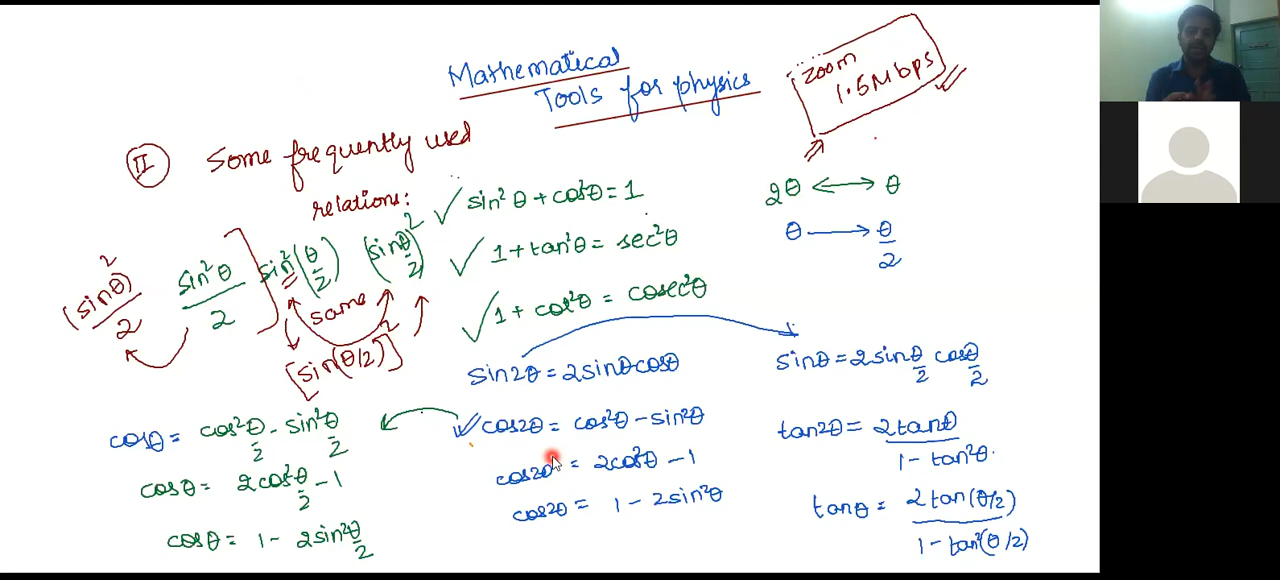 Mathematical
Tools for physics
zoom
1.5Mbps
II Some frequently used
relations:
sin²θ + cos²θ = 1
1 + tan²θ = sec²θ
1 + cot²θ = cosec²θ
2θ ↔ θ
θ → θ/2
(sinθ)²/2 sin²θ/2 sin²(θ/2) (sin θ/2)²
same
[sin(θ/2)]²
sin2θ = 2sinθcosθ
sinθ = 2sin θ/2 cos θ/2
cosθ = cos² θ/2 - sin² θ/2
cosθ = 2cos² θ/2 - 1
cosθ = 1 - 2sin² θ/2
cos2θ = cos²θ - sin²θ
cos2θ = 2cos²θ - 1
cos2θ = 1 - 2sin²θ
tan2θ = 2tanθ/1 - tan²θ
tanθ = 2tan(θ/2)/1 - tan²(θ/2)